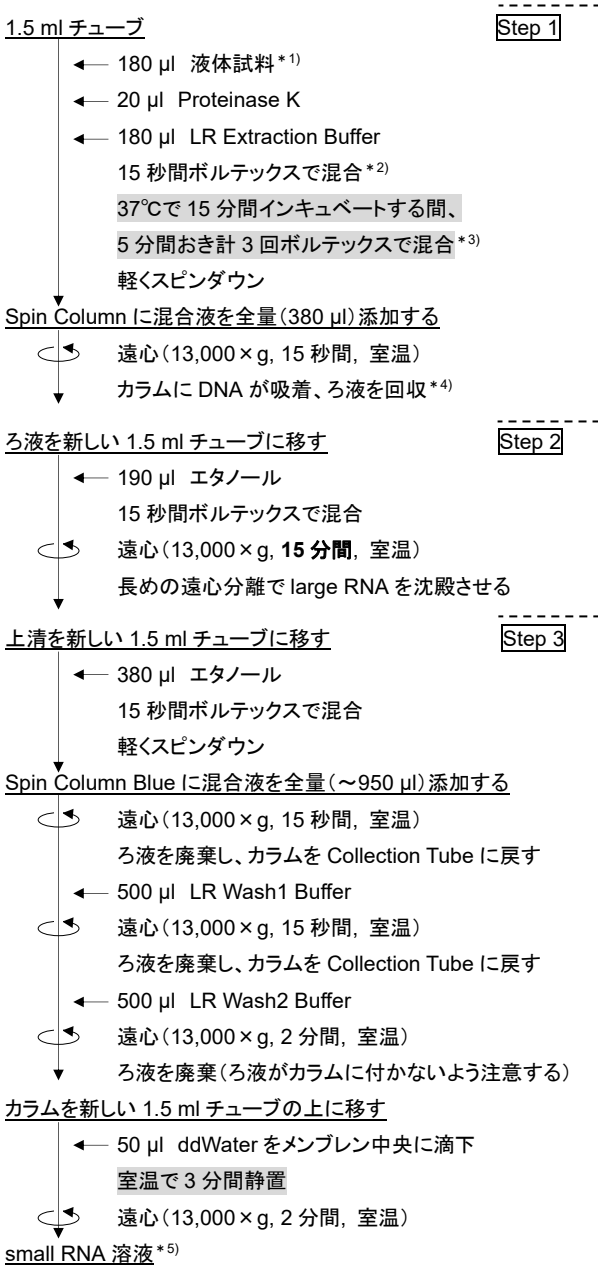 1.5 ml チューブ
Step 1
180 µl 液体試料*1)
20 µl Proteinase K
180 µl LR Extraction Buffer
15 秒間ボルテックスで混合*2)
37℃で 15 分間インキュベートする間、
5 分間おき計 3 回ボルテックスで混合*3)
軽くスピンダウン
Spin Column に混合液を全量(380 µl)添加する
遠心(13,000×g, 15 秒間, 室温)
カラムに DNA が吸着、ろ液を回収*4)
ろ液を新しい 1.5 ml チューブに移す
Step 2
190 µl エタノール
15 秒間ボルテックスで混合
遠心(13,000×g, 15 分間, 室温)
長めの遠心分離で large RNA を沈殿させる
上清を新しい 1.5 ml チューブに移す
Step 3
380 µl エタノール
15 秒間ボルテックスで混合
軽くスピンダウン
Spin Column Blue に混合液を全量(~950 µl)添加する
遠心(13,000×g, 15 秒間, 室温)
ろ液を廃棄し、カラムを Collection Tube に戻す
500 µl LR Wash1 Buffer
遠心(13,000×g, 15 秒間, 室温)
ろ液を廃棄し、カラムを Collection Tube に戻す
500 µl LR Wash2 Buffer
遠心(13,000×g, 2 分間, 室温)
ろ液を廃棄(ろ液がカラムに付かないよう注意する)
カラムを新しい 1.5 ml チューブの上に移す
50 µl ddWater をメンブレン中央に滴下
室温で 3 分間静置
遠心(13,000×g, 2 分間, 室温)
small RNA 溶液*5)